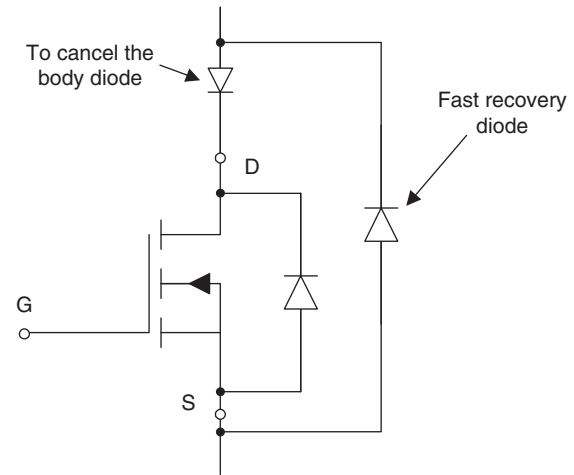 To cancel the
body diode
Fast recovery
diode
D
G
S